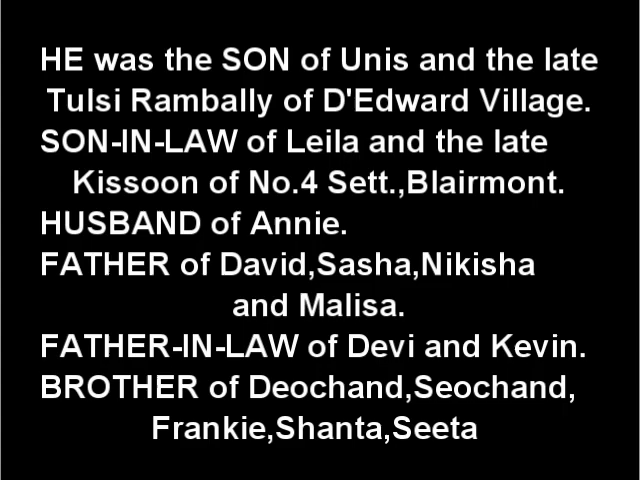 HE was the SON of Unis and the late
Tulsi Rambally of D'Edward Village.
SON-IN-LAW of Leila and the late
Kissoon of No.4 Sett.,Blairmont.
HUSBAND of Annie.
FATHER of David,Sasha,Nikisha
and Malisa.
FATHER-IN-LAW of Devi and Kevin.
BROTHER of Deochand,Seochand,
Frankie,Shanta,Seeta